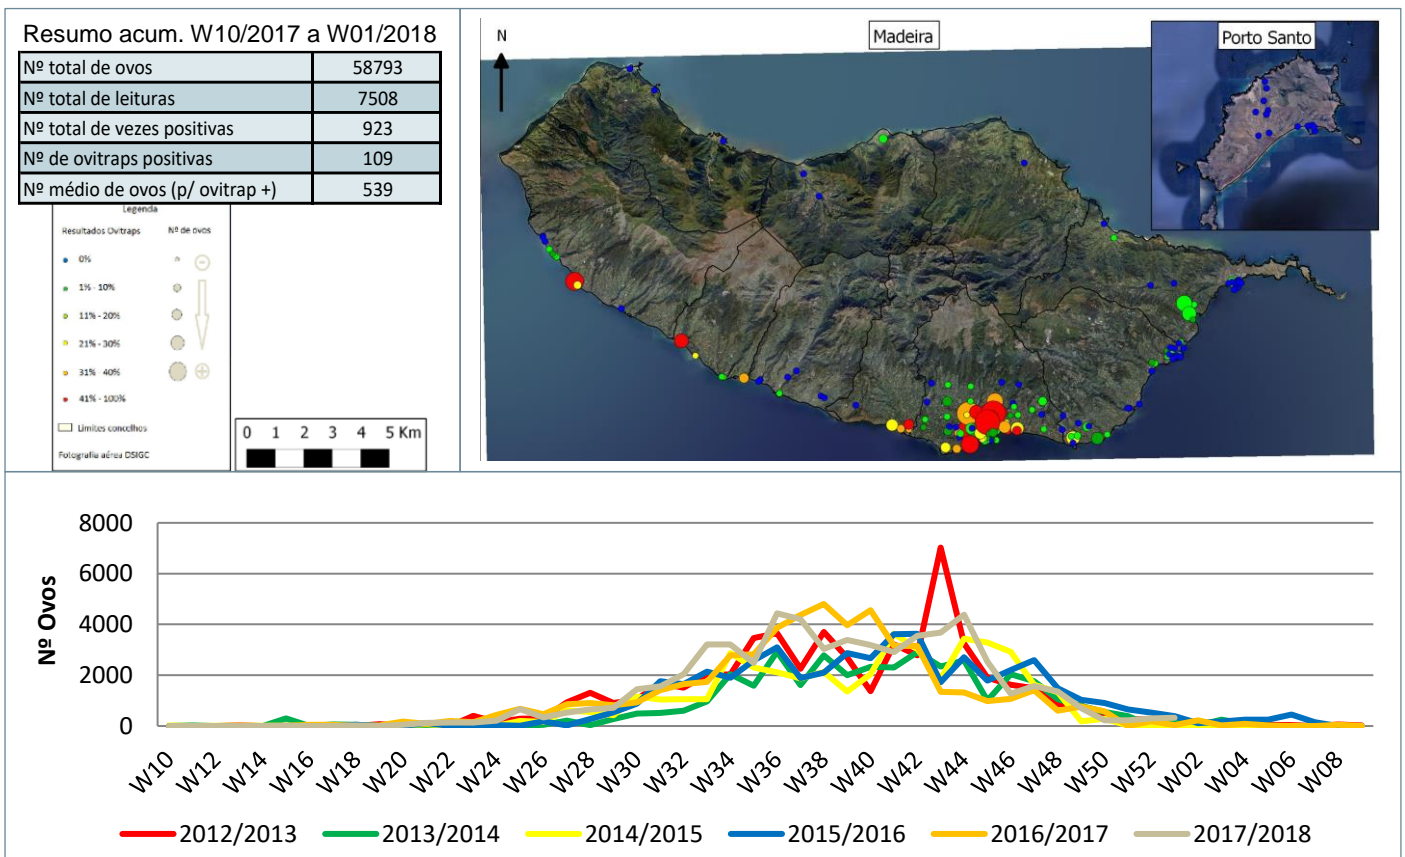 Resumo acum. W10/2017 a W01/2018
Nº total de ovos 58793
Nº total de leituras 7508
Nº total de vezes positivas 923
Nº de ovitraps positivas 109
Nº médio de ovos (p/ ovitrap +) 539
Legenda
Resultados Ovitraps Nº de ovos
0%
1% - 10%
11% - 20%
21% - 30%
31% - 40%
41% - 100%
Limites concelhos
Fotografia aérea DSIGC
0 1 2 3 4 5 Km
N
Madeira
Porto Santo
Nº Ovos
8000
6000
4000
2000
0
W10 W12 W14 W16 W18 W20 W22 W24 W26 W28 W30 W32 W34 W36 W38 W40 W42 W44 W46 W48 W50 W52 W02 W04 W06 W08
2012/2013 2013/2014 2014/2015 2015/2016 2016/2017 2017/2018